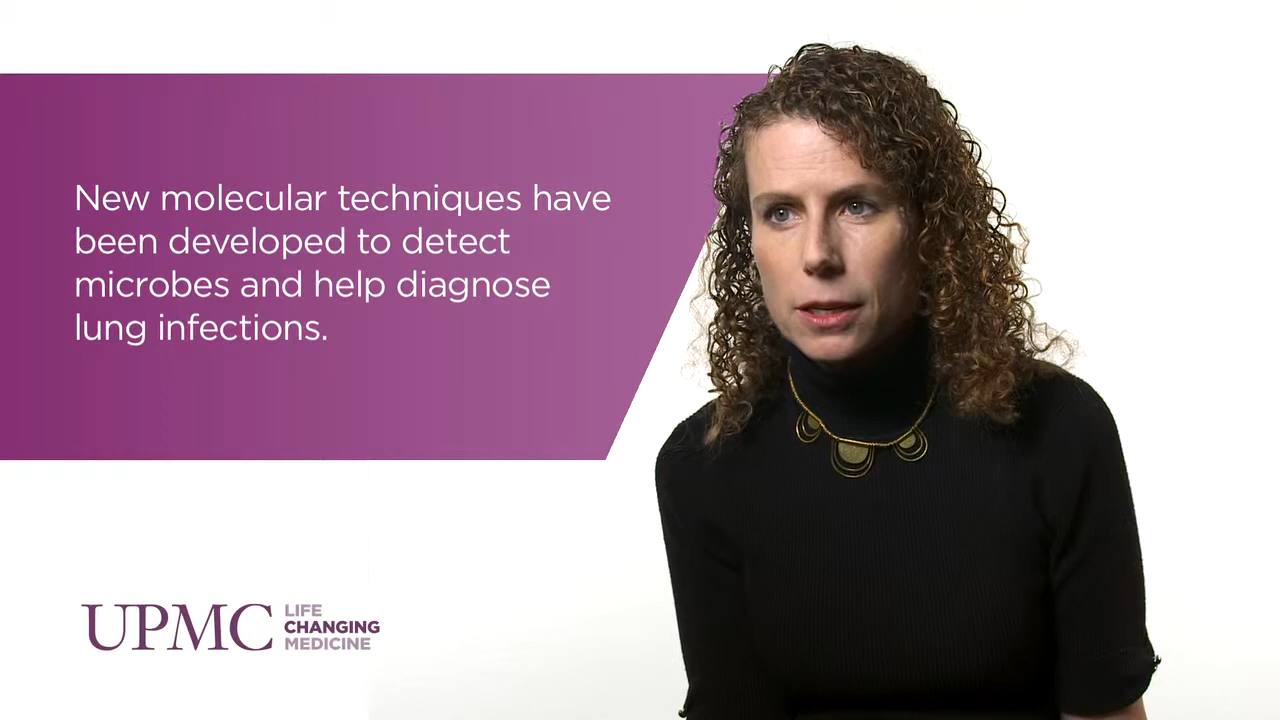 New molecular techniques have
been developed to detect
microbes and help diagnose
lung infections.
UPMC
LIFE
CHANGING
MEDICINE